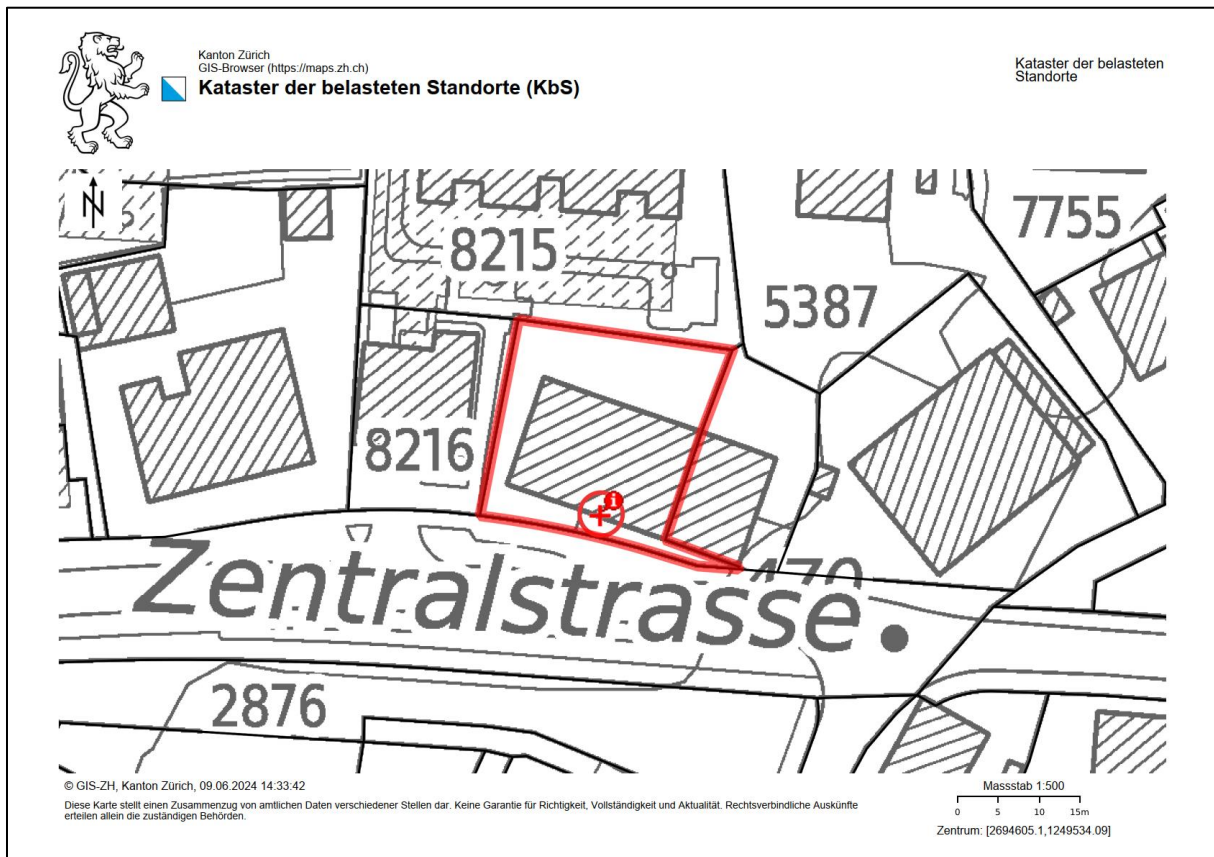 Kanton Zürich
GIS-Browser (https://maps.zh.ch)
Kataster der belasteten Standorte (KbS)
Kataster der belasteten
Standorte
N
8215
7755
5387
8216
Zentralstrasse
2876
© GIS-ZH, Kanton Zürich, 09.06.2024 14:33:42
Diese Karte stellt einen Zusammenzug von amtlichen Daten verschiedener Stellen dar. Keine Garantie für Richtigkeit, Vollständigkeit und Aktualität. Rechtsverbindliche Auskünfte
erteilen allein die zuständigen Behörden.
Massstab 1:500
0 5 10 15m
Zentrum: [2694605.1,1249534.09]